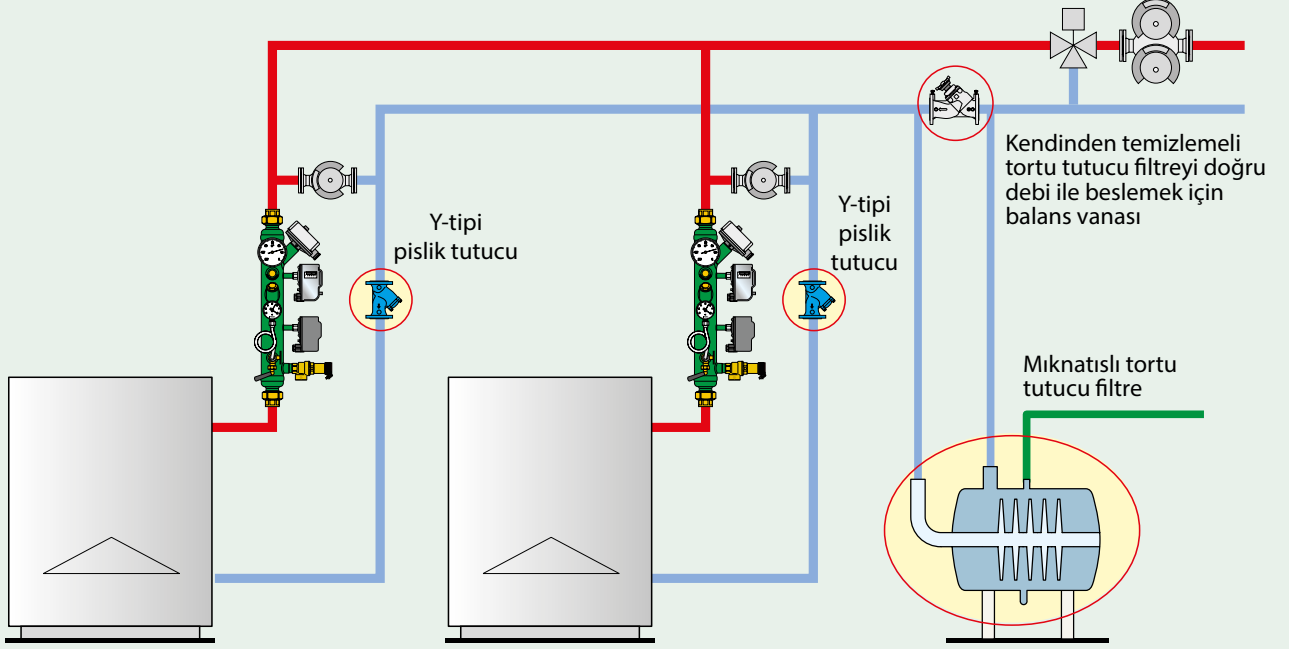 Y-tipi
pislik tutucu
Y-tipi
pislik
tutucu
Kendinden temizlemeli
tortu tutucu filtreyi doğru
debi ile beslemek için
balans vanası
Mıknatıslı tortu
tutucu filtre